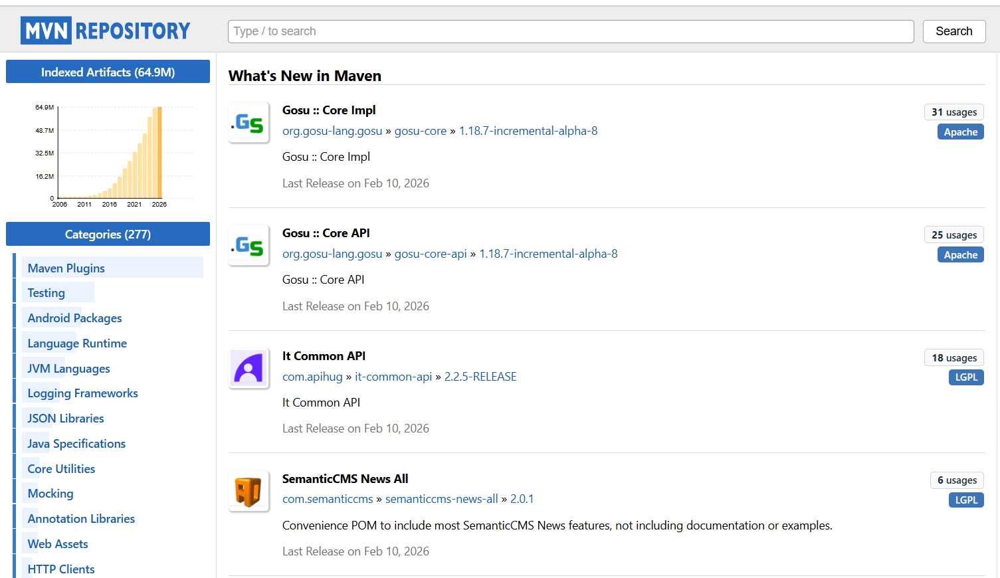 MVN REPOSITORY
Type / to search
Search
Indexed Artifacts (64.9M)
64.9M
48.7M
32.5M
16.2M
0
2006 2011 2016 2021 2026
Categories (277)
Maven Plugins
Testing
Android Packages
Language Runtime
JVM Languages
Logging Frameworks
JSON Libraries
Java Specifications
Core Utilities
Mocking
Annotation Libraries
Web Assets
HTTP Clients
What's New in Maven
.GS
Gosu :: Core Impl
31 usages
org.gosu-lang.gosu » gosu-core » 1.18.7-incremental-alpha-8
Apache
Gosu :: Core Impl
Last Release on Feb 10, 2026
.GS
Gosu :: Core API
25 usages
org.gosu-lang.gosu » gosu-core-api » 1.18.7-incremental-alpha-8
Apache
Gosu :: Core API
Last Release on Feb 10, 2026
It Common API
18 usages
com.apihug » it-common-api » 2.2.5-RELEASE
LGPL
It Common API
Last Release on Feb 10, 2026
SemanticCMS News All
6 usages
com.semanticcms » semanticcms-news-all » 2.0.1
LGPL
Convenience POM to include most SemanticCMS News features, not including documentation or examples.
Last Release on Feb 10, 2026